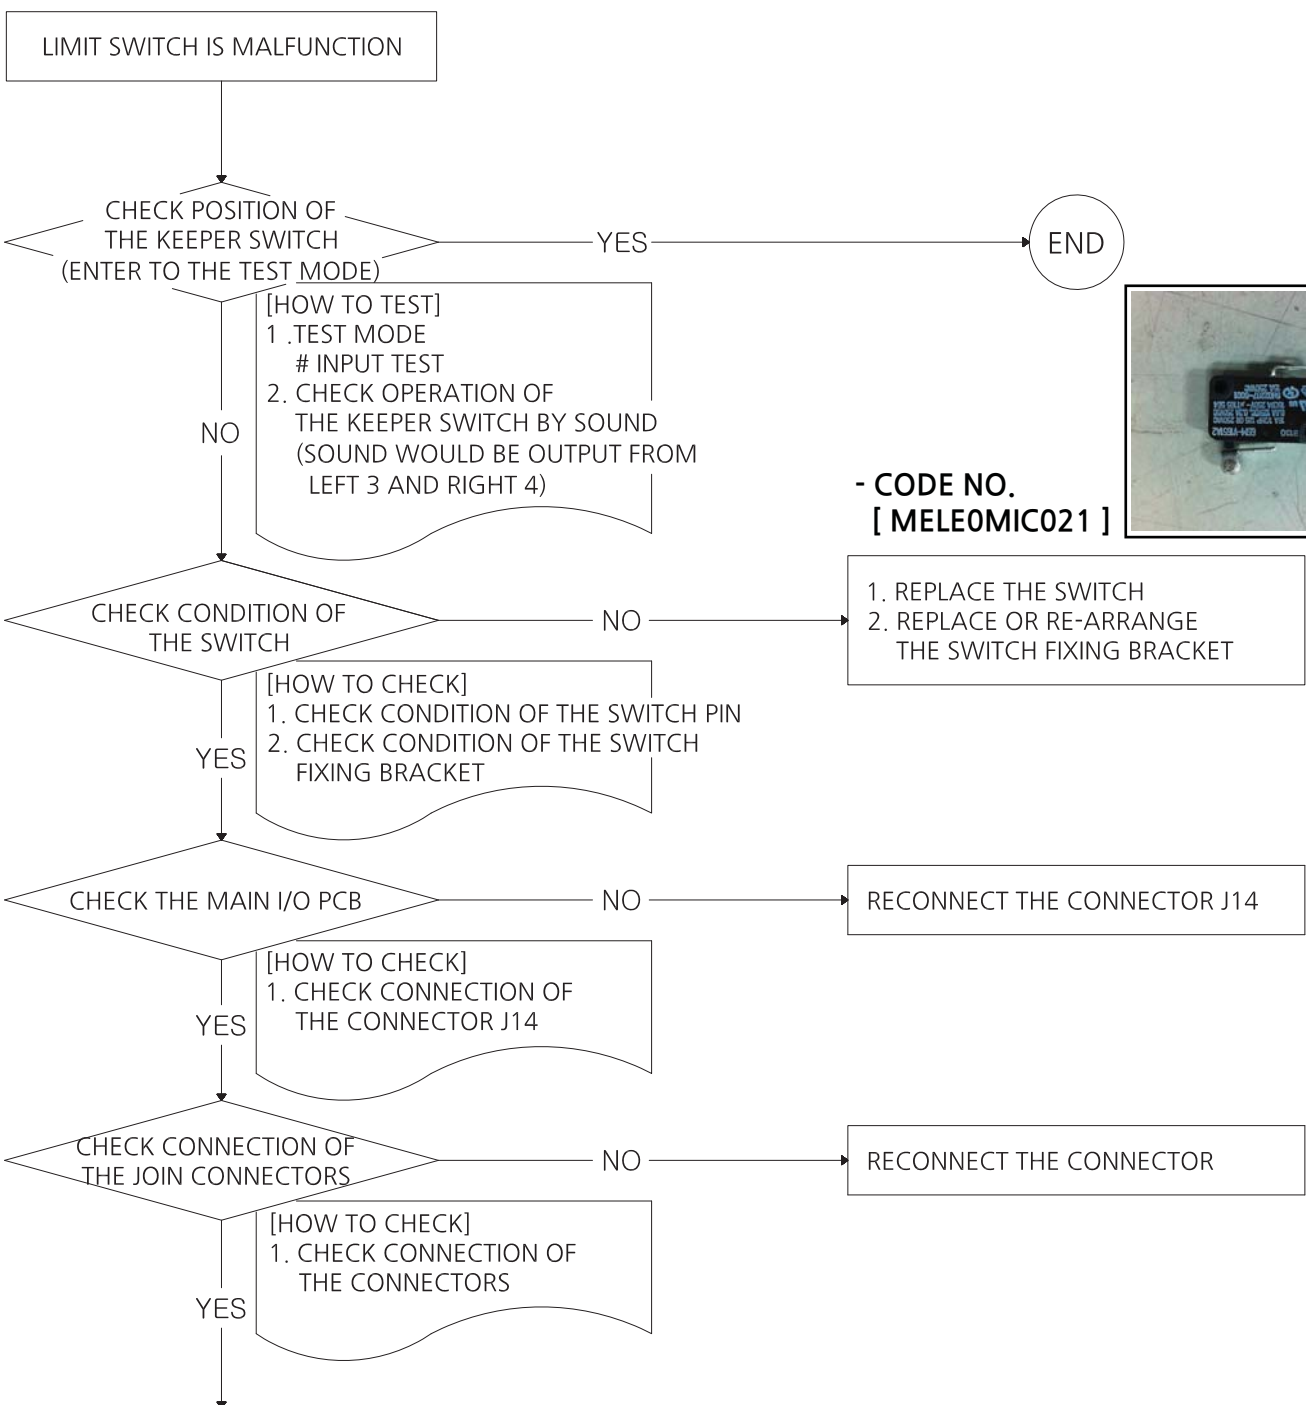 LIMIT SWITCH IS MALFUNCTION
CHECK POSITION OF
THE KEEPER SWITCH
(ENTER TO THE TEST MODE)
YES
END
[HOW TO TEST]
1 .TEST MODE
# INPUT TEST
2. CHECK OPERATION OF
THE KEEPER SWITCH BY SOUND
(SOUND WOULD BE OUTPUT FROM
LEFT 3 AND RIGHT 4)
NO
- CODE NO.
[ MELE0MIC021 ]
CHECK CONDITION OF
THE SWITCH
NO
1. REPLACE THE SWITCH
2. REPLACE OR RE-ARRANGE
THE SWITCH FIXING BRACKET
[HOW TO CHECK]
1. CHECK CONDITION OF THE SWITCH PIN
2. CHECK CONDITION OF THE SWITCH
FIXING BRACKET
YES
CHECK THE MAIN I/O PCB
NO
RECONNECT THE CONNECTOR J14
[HOW TO CHECK]
1. CHECK CONNECTION OF
THE CONNECTOR J14
YES
CHECK CONNECTION OF
THE JOIN CONNECTORS
NO
RECONNECT THE CONNECTOR
[HOW TO CHECK]
1. CHECK CONNECTION OF
THE CONNECTORS
YES